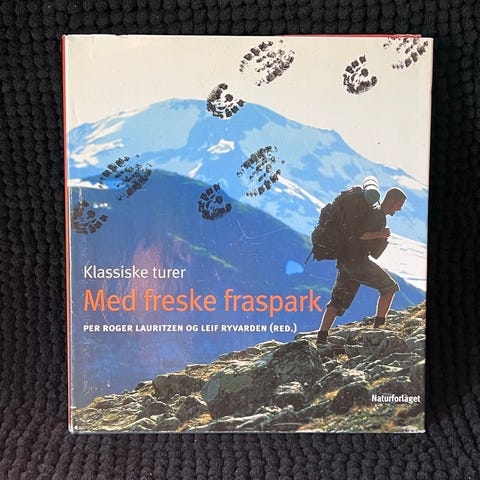 Klassiske turer
Med freske fraspark
PER ROGER LAURITZEN OG LEIF RYVARDEN (RED.)
Naturforlaget